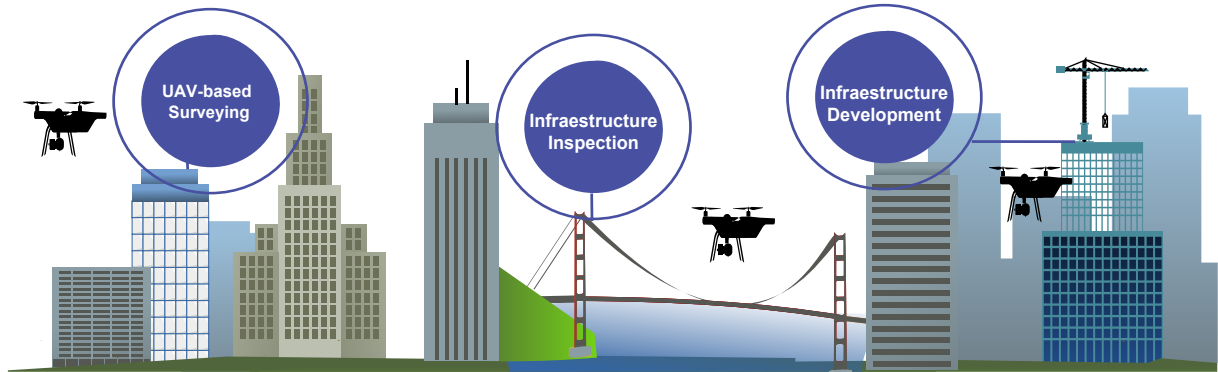 UAV-based
Surveying
Infraestructure
Inspection
Infraestructure
Development